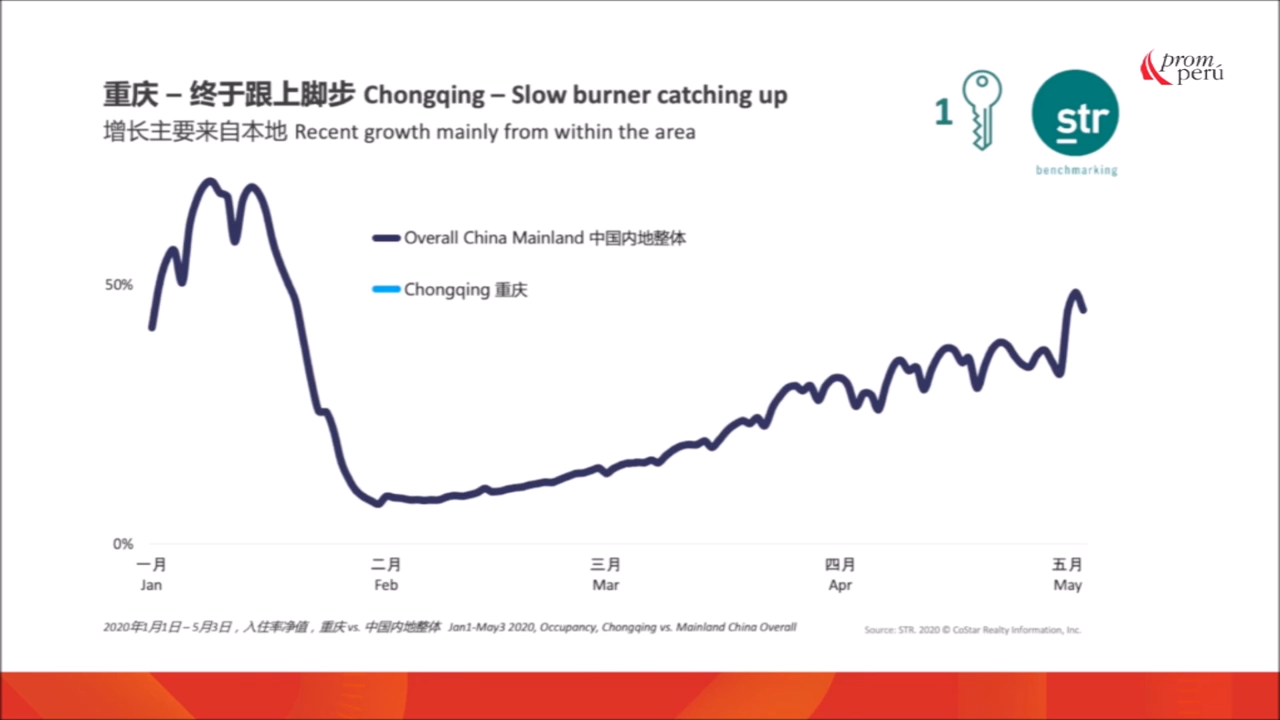 prom
perú
重庆 – 终于跟上脚步 Chongqing – Slow burner catching up
增长主要来自本地 Recent growth mainly from within the area
1
str
benchmarking
Overall China Mainland 中国内地整体
Chongqing 重庆
50%
0%
一月 二月 三月 四月 五月
Jan Feb Mar Apr May
2020年1月1日 – 5月3日，入住率净值，重庆 vs. 中国内地整体 Jan1-May3 2020, Occupancy, Chongqing vs. Mainland China Overall
Source: STR. 2020 © CoStar Realty Information, Inc.